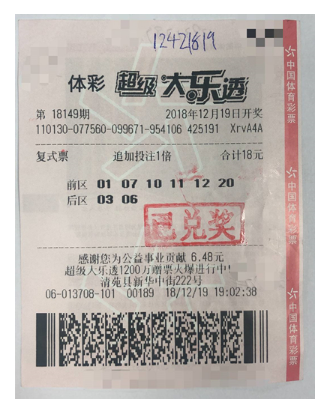 12421819
体彩 超级大乐透
第 18149期 2018年12月19日开奖
110130-077560-099671-954106 425191 XrvA4A
复式票 追加投注1倍 合计18元
前区 01 07 10 11 12 20
后区 03 06
已兑奖
感谢您为公益事业贡献 6.48元
超级大乐透1200万赠票火爆进行中!
清苑县新华中街222号
06-013708-101 00189 18/12/19 19:02:38
中国体育彩票
中国体育彩票
中国体育彩票